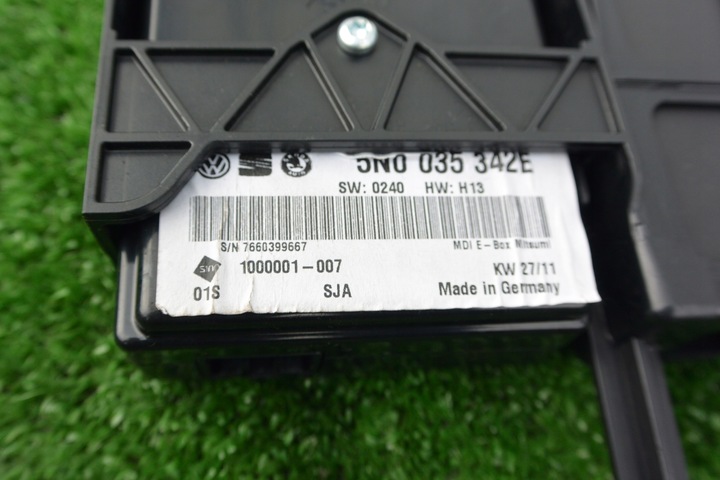 5N0 035 342E
SW: 0240 HW: H13
S/N 7660399667 MDI E-Box Mitsumi
1000001-007 KW 27/11
01S SJA Made in Germany